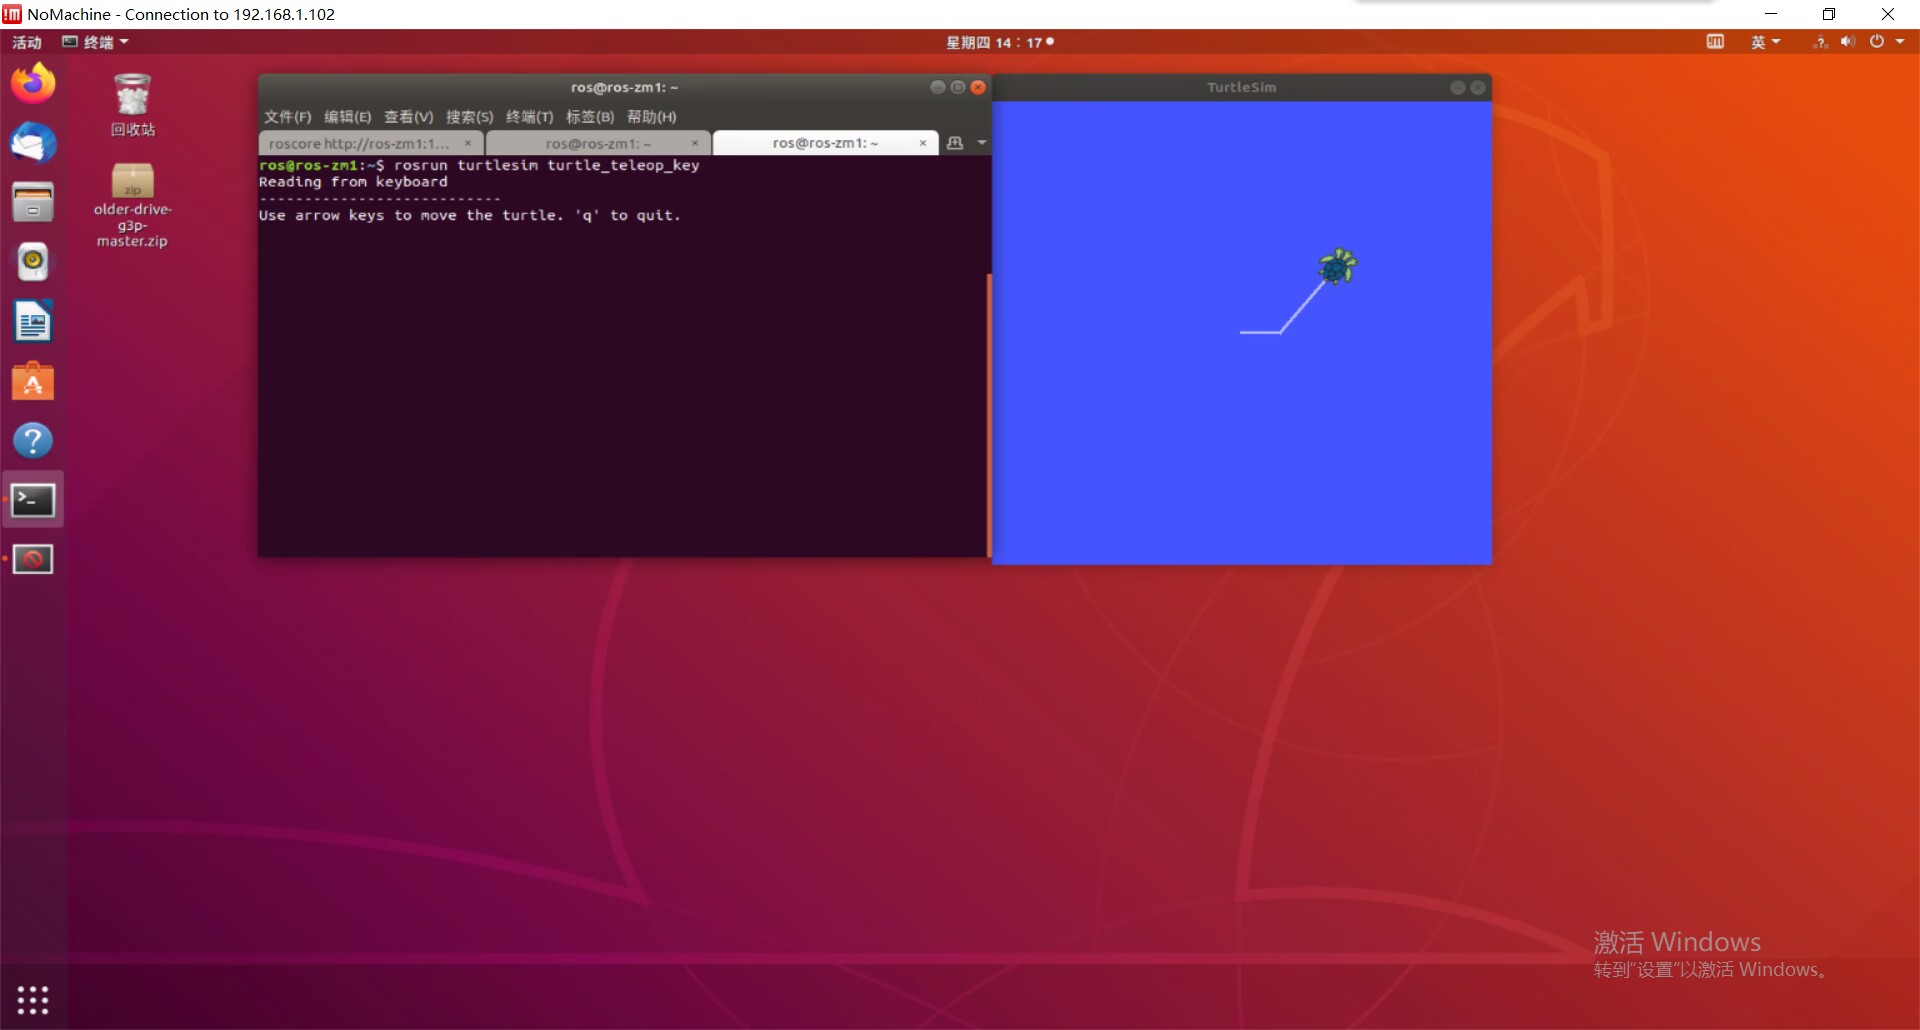 NoMachine - Connection to 192.168.1.102
活动 终端 星期四 14：17 英
回收站
zip
older-drive-
g3p-
master.zip
ros@ros-zm1: ~
文件(F) 编辑(E) 查看(V) 搜索(S) 终端(T) 标签(B) 帮助(H)
roscore http://ros-zm1:1... × ros@ros-zm1: ~ × ros@ros-zm1: ~ ×
ros@ros-zm1:~$ rosrun turtlesim turtle_teleop_key
Reading from keyboard
---------------------------
Use arrow keys to move the turtle. 'q' to quit.
TurtleSim
激活 Windows
转到“设置”以激活 Windows。